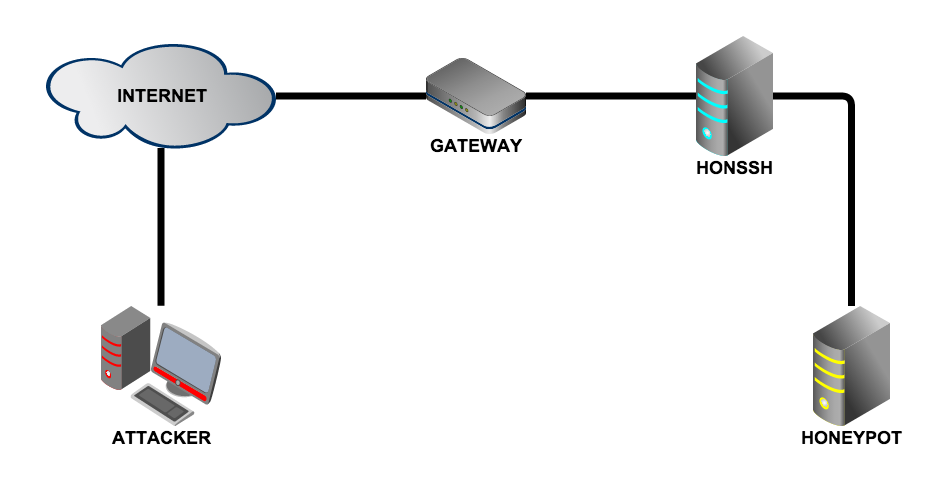 INTERNET
GATEWAY
HONSSH
ATTACKER
HONEYPOT